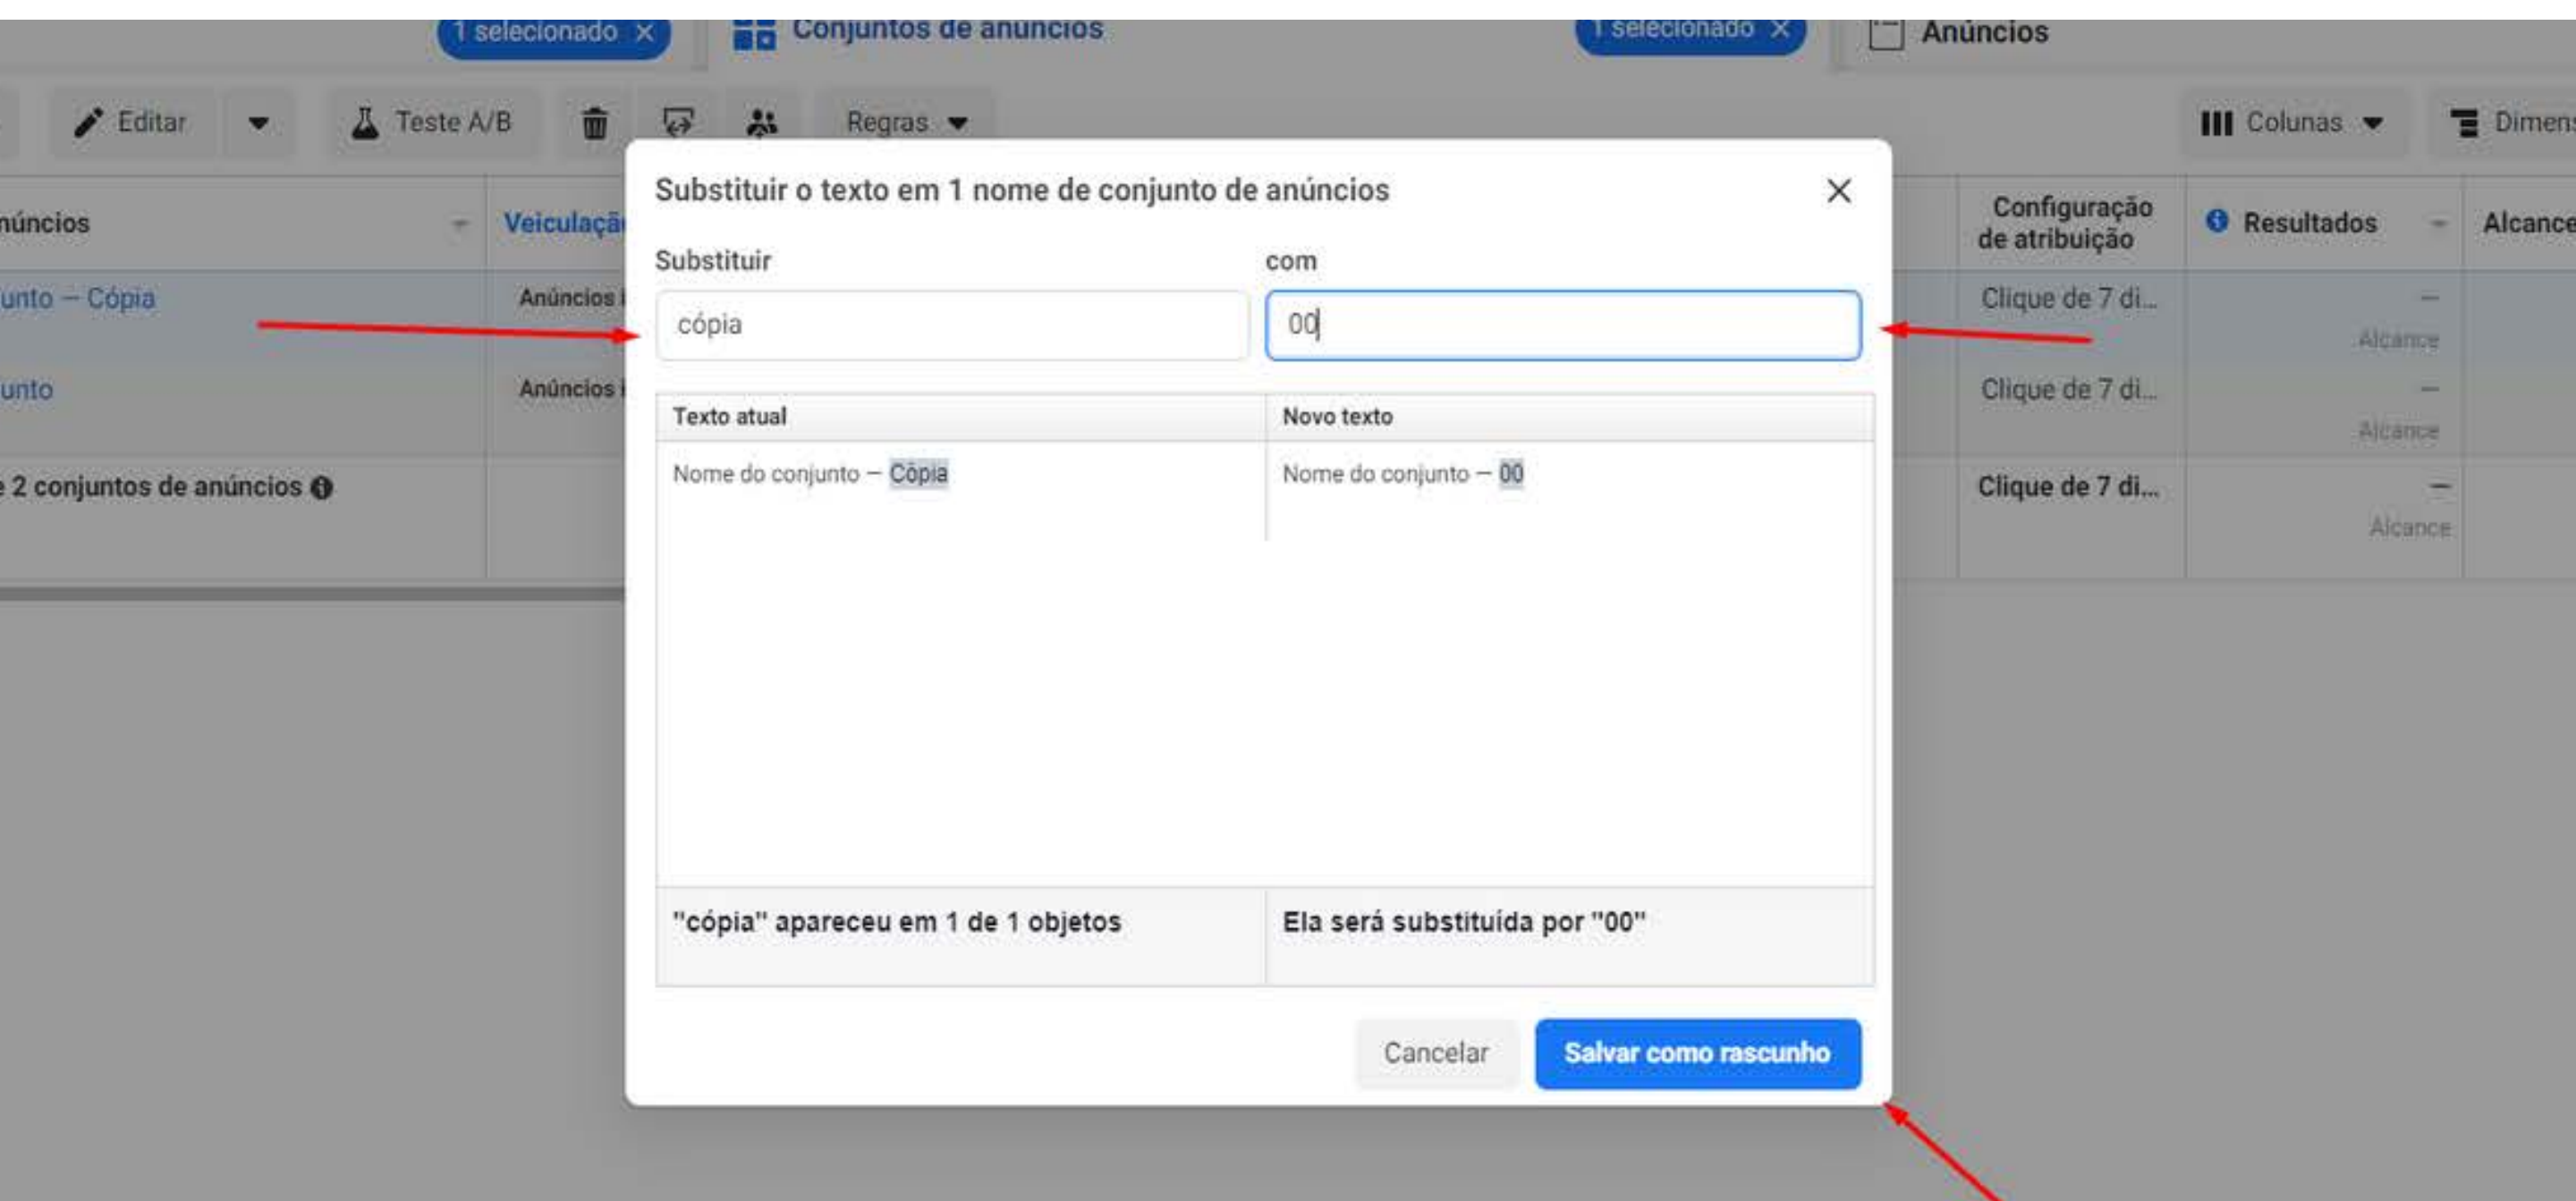 1 selecionado ×
Conjuntos de anúncios
1 selecionado ×
Anúncios
Editar
Teste A/B
Regras
Colunas
núncios
Veiculaçã
Configuração
de atribuição
Resultados
Alcance
unto — Cópia
Anúncios
Clique de 7 di...
—
Alcance
unto
Anúncios
Clique de 7 di...
—
Alcance
e 2 conjuntos de anúncios
Clique de 7 di...
—
Alcance
Substituir o texto em 1 nome de conjunto de anúncios
Substituir
com
cópia
00
Texto atual
Novo texto
Nome do conjunto — Cópia
Nome do conjunto — 00
"cópia" apareceu em 1 de 1 objetos
Ela será substituída por "00"
Cancelar
Salvar como rascunho